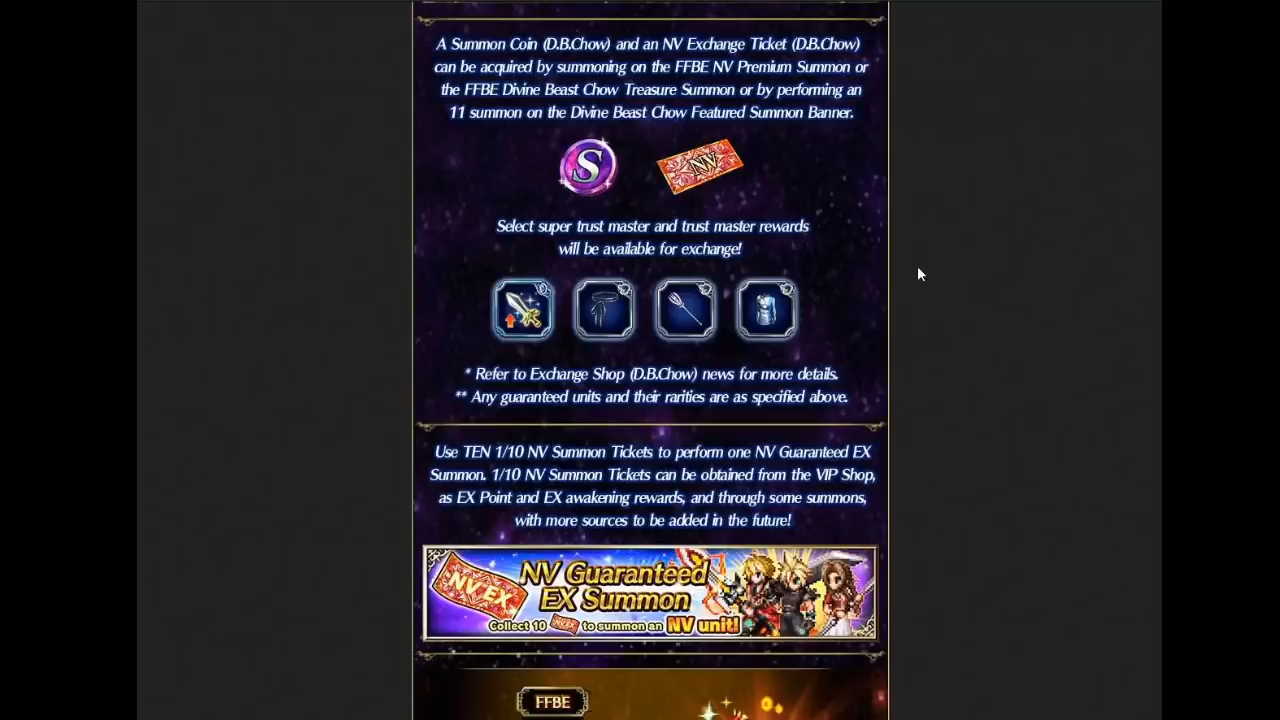 A Summon Coin (D.B.Chow) and an NV Exchange Ticket (D.B.Chow)
can be acquired by summoning on the FFBE NV Premium Summon or
the FFBE Divine Beast Chow Treasure Summon or by performing an
11 summon on the Divine Beast Chow Featured Summon Banner.
S
NV
Select super trust master and trust master rewards
will be available for exchange!
* Refer to Exchange Shop (D.B.Chow) news for more details.
** Any guaranteed units and their rarities are as specified above.
Use TEN 1/10 NV Summon Tickets to perform one NV Guaranteed EX
Summon. 1/10 NV Summon Tickets can be obtained from the VIP Shop,
as EX Point and EX awakening rewards, and through some summons,
with more sources to be added in the future!
NV EX
NV Guaranteed
EX Summon
Collect 10 NV EX to summon an NV unit!
FFBE